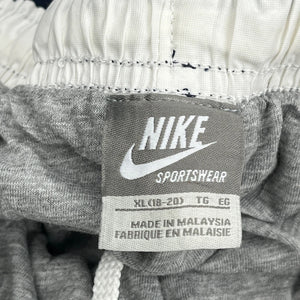 NIKE
SPORTSWEAR
XL (18-20) TG EG
MADE IN MALAYSIA
FABRIQUÉ EN MALAISIE